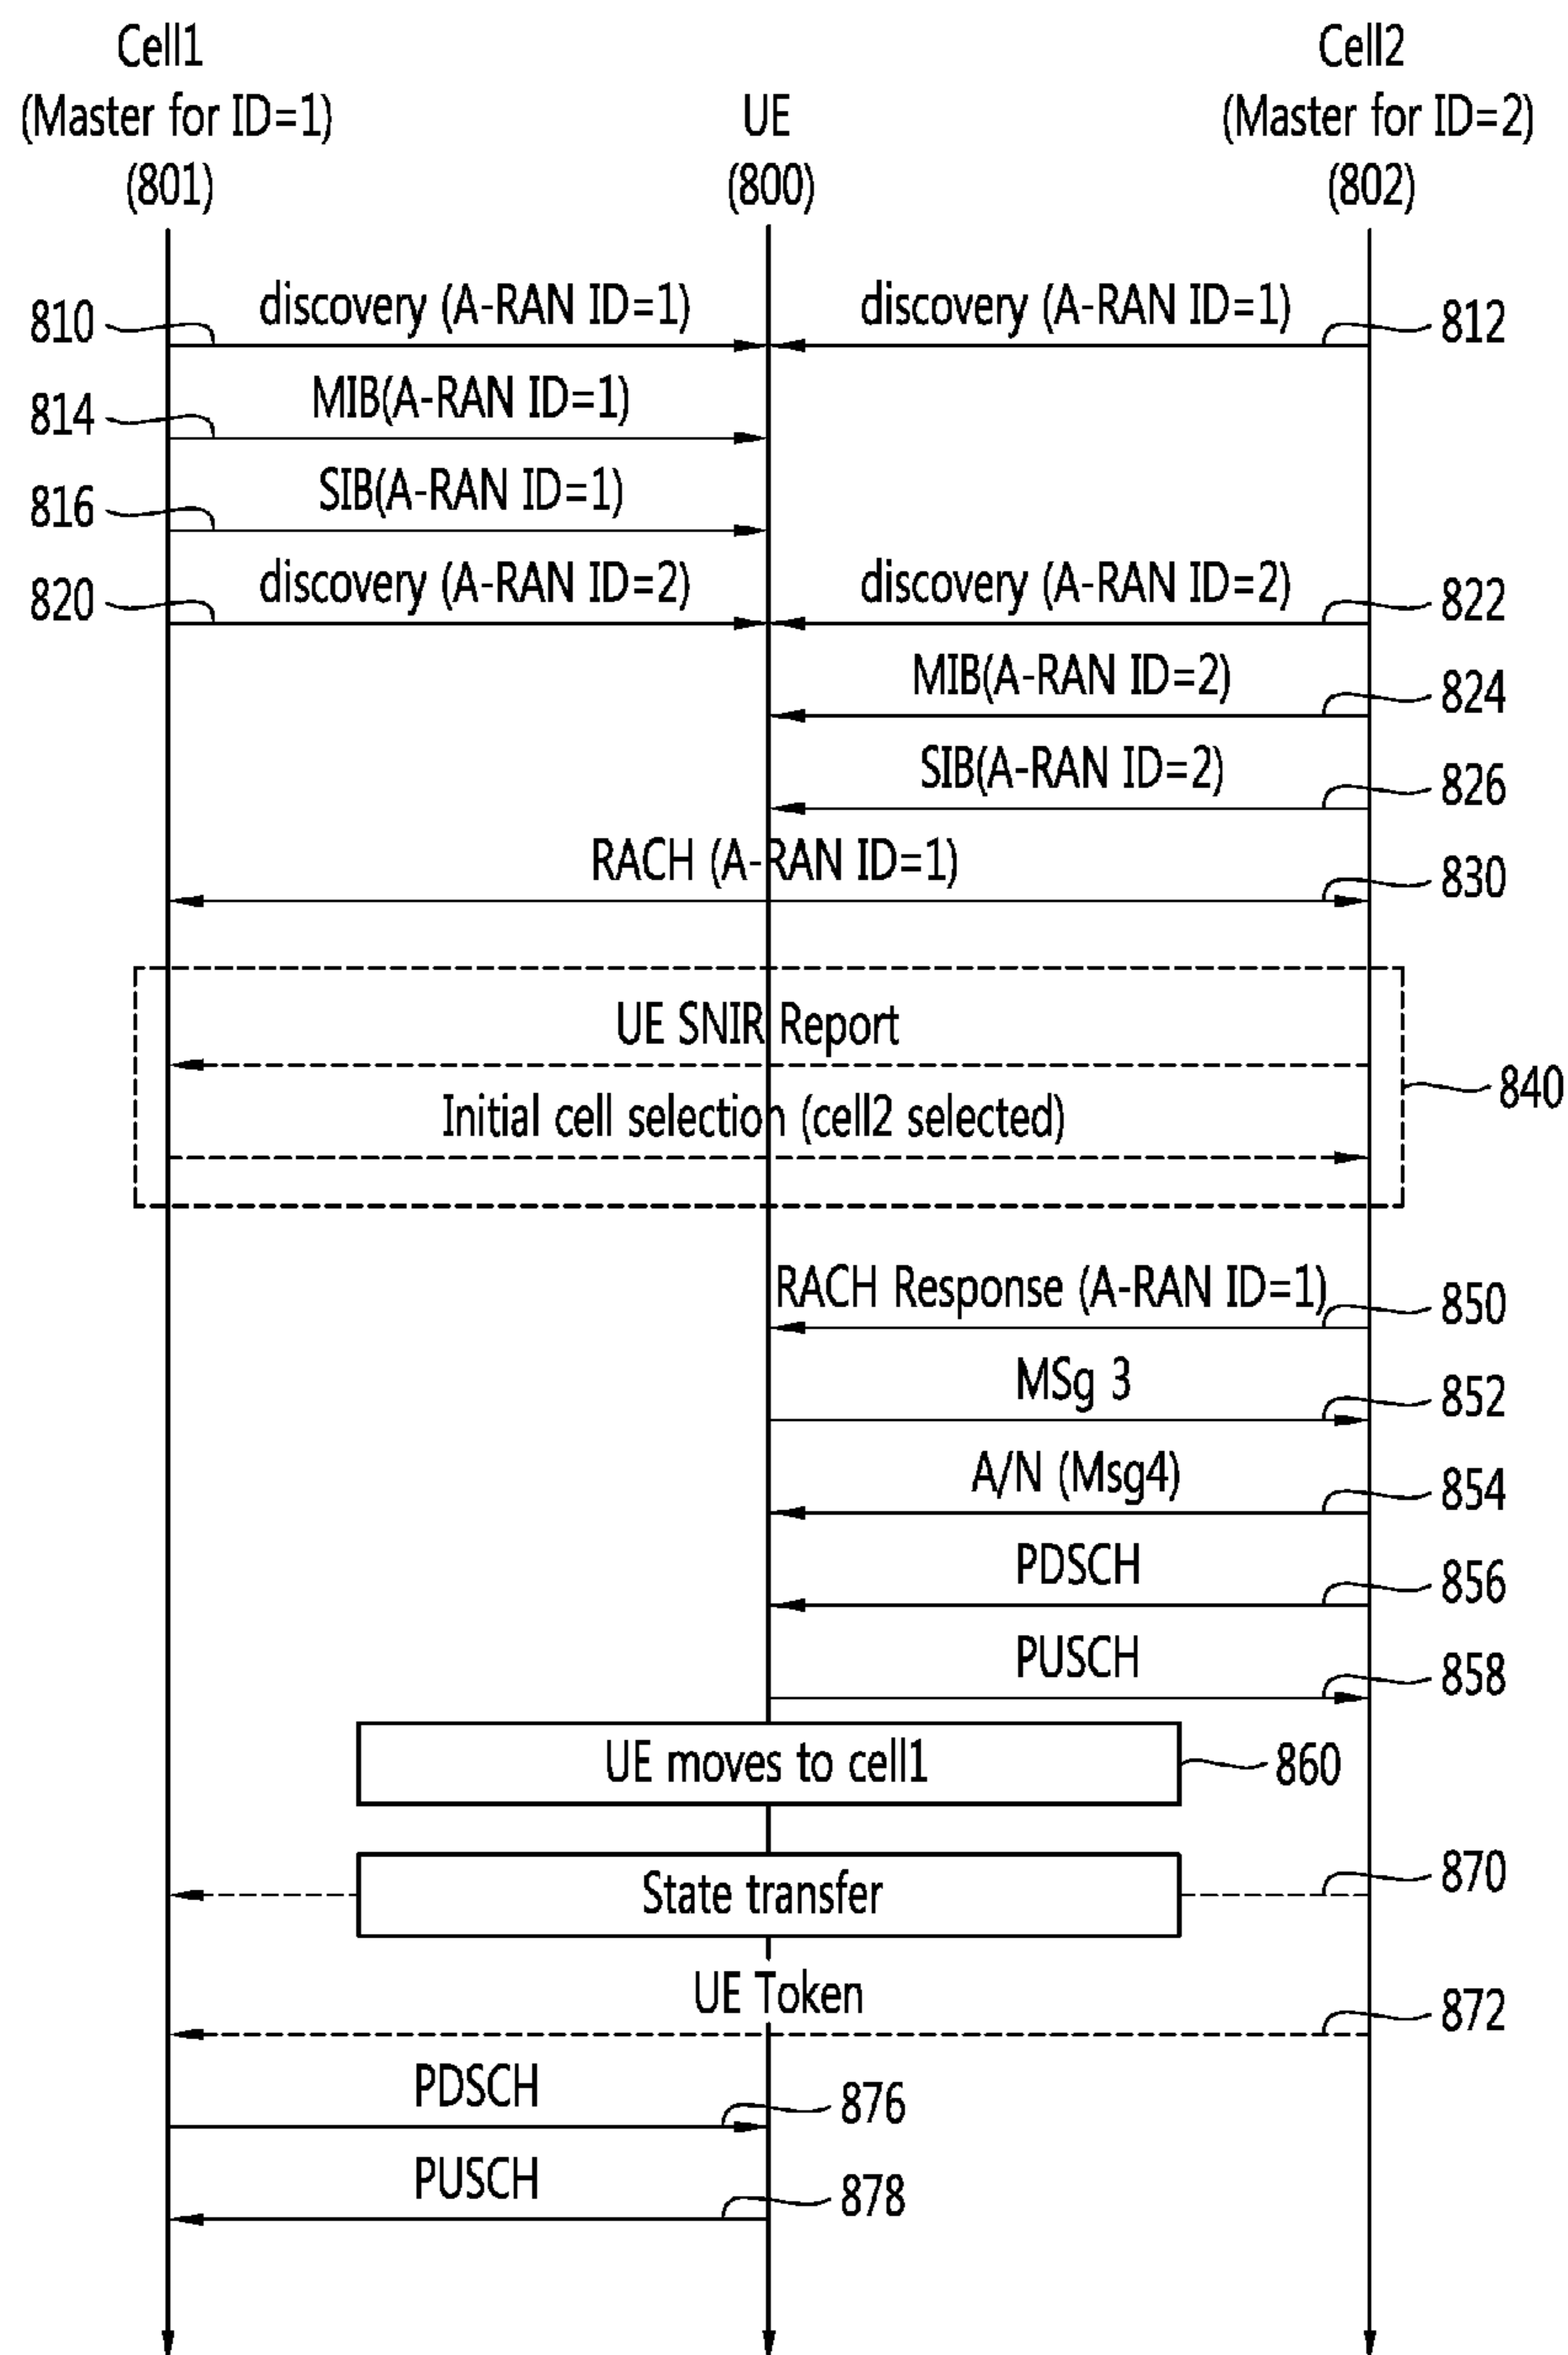 Cell1
(Master for ID=1)
(801)
UE
(800)
Cell2
(Master for ID=2)
(802)
810
discovery (A-RAN ID=1)
discovery (A-RAN ID=1)
812
814
MIB(A-RAN ID=1)
816
SIB(A-RAN ID=1)
820
discovery (A-RAN ID=2)
discovery (A-RAN ID=2)
822
MIB(A-RAN ID=2)
824
SIB(A-RAN ID=2)
826
RACH (A-RAN ID=1)
830
UE SNIR Report
840
Initial cell selection (cell2 selected)
RACH Response (A-RAN ID=1)
850
MSg 3
852
A/N (Msg4)
854
PDSCH
856
PUSCH
858
UE moves to cell1
860
State transfer
870
UE Token
872
PDSCH
876
PUSCH
878